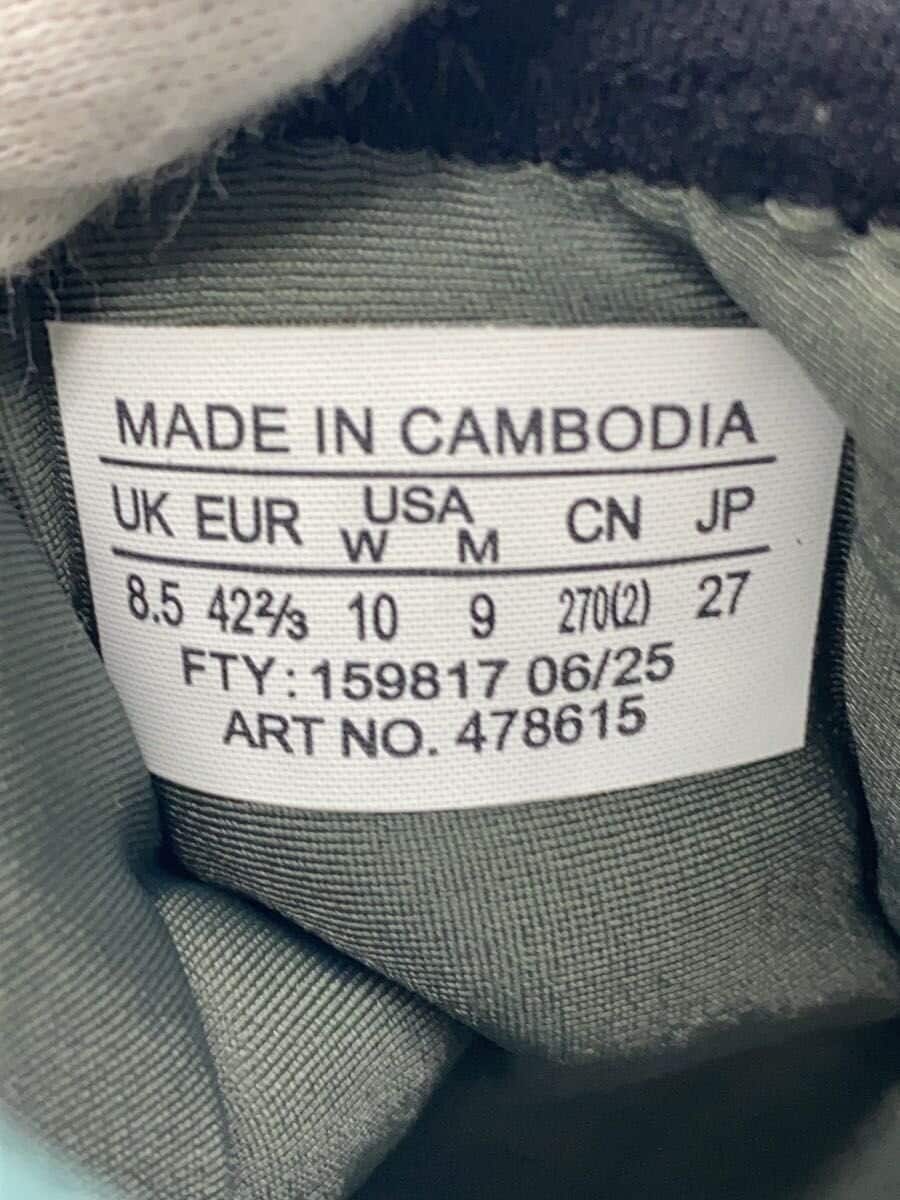 MADE IN CAMBODIA
UK EUR USA CN JP
W M
8.5 42⅔ 10 9 270(2) 27
FTY: 159817 06/25
ART NO. 478615